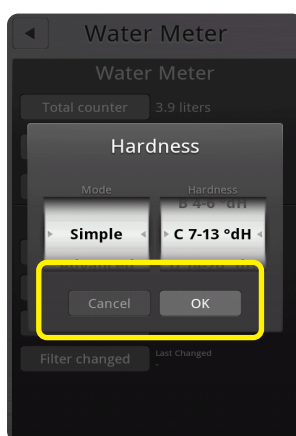 Water Meter
Water Meter
Total counter 3.9 liters
Hardness
Mode Hardness
B 4-6 °dH
Simple C 7-13 °dH
Cancel OK
Filter changed Last Changed
-